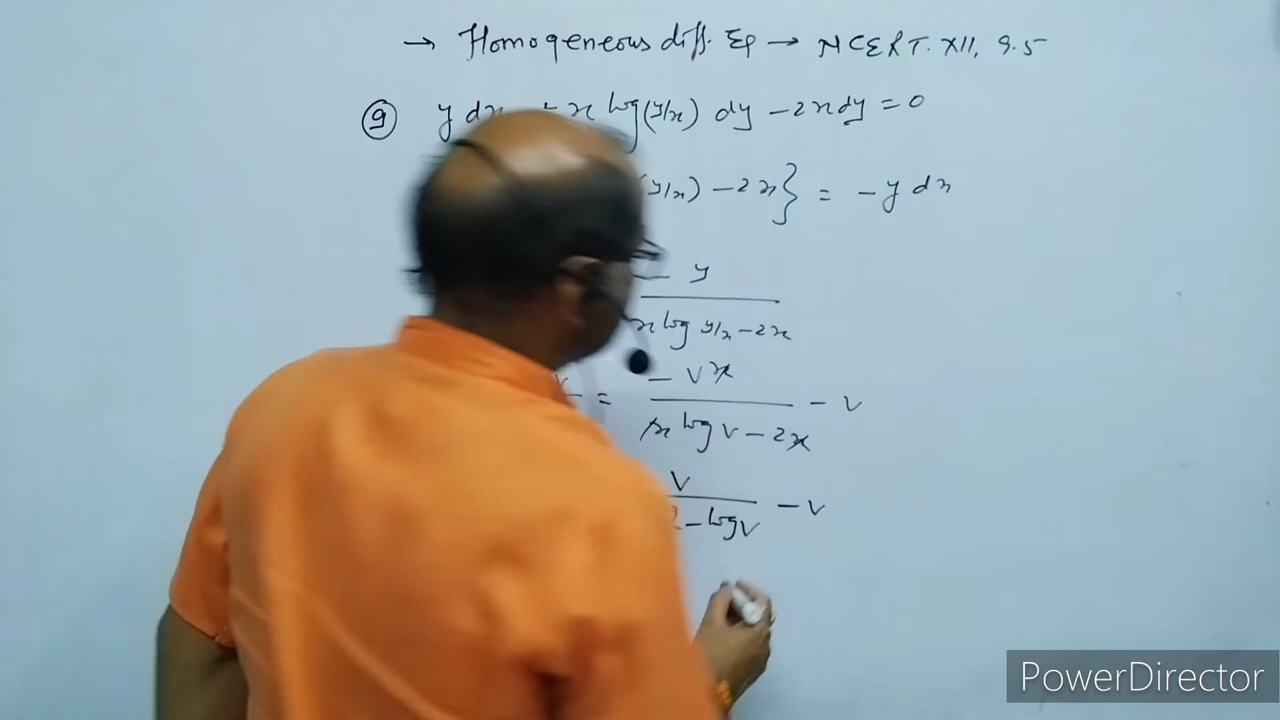 → Homogeneous diff. Eq → NCERT. XII, 9.5
⑨ y dx + x log(y/x) dy - 2x dy = 0
(y/x) - 2x} = - y dx
- y
x log y/x - 2x
= - vx
x log v - 2x - v
v
2 - log v - v
PowerDirector